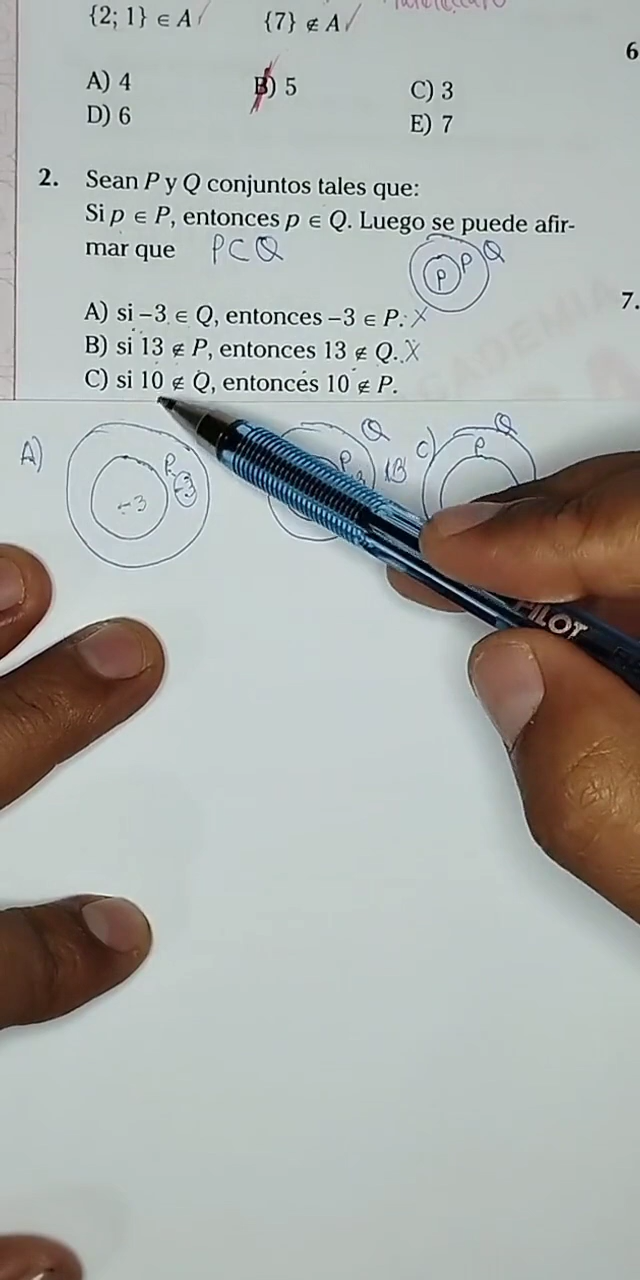 {2; 1} ∈ A {7} ∉ A
6
A) 4 B) 5 C) 3
D) 6 E) 7
2. Sean P y Q conjuntos tales que:
Si p ∈ P, entonces p ∈ Q. Luego se puede afir-
mar que P⊂Q
P P Q
7.
A) si −3 ∈ Q, entonces −3 ∈ P. X
B) si 13 ∉ P, entonces 13 ∉ Q. X
C) si 10 ∉ Q, entonces 10 ∉ P.
ACADEMIA
A) P -3 -3 P Q 13 C) P Q
PILOT